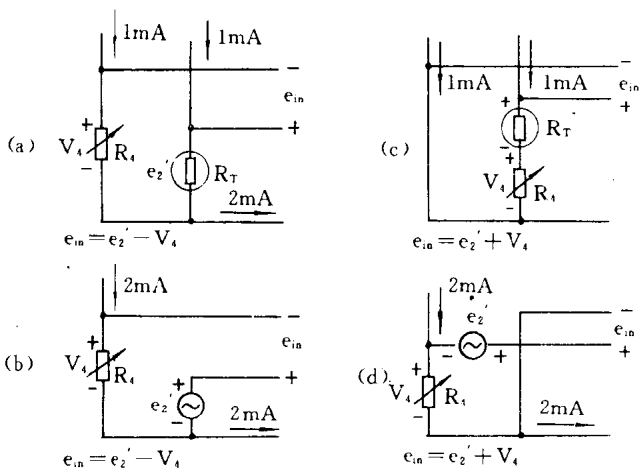 1mA 1mA
−
e_in
+
(a)
+
V₄ R₄
−
e₂′ R_T
2mA
e_in = e₂′ − V₄
−
1mA 1mA
e_in
+
+
(c)
R_T
−
+
V₄ R₄
−
e_in = e₂′ + V₄
2mA
−
e_in
+
(b)
+
V₄ R₄
−
+
e₂′
−
2mA
e_in = e₂′ − V₄
2mA
e₂′
−
e_in
+
− +
(d)
+
V₄ R₄
−
2mA
e_in = e₂′ + V₄